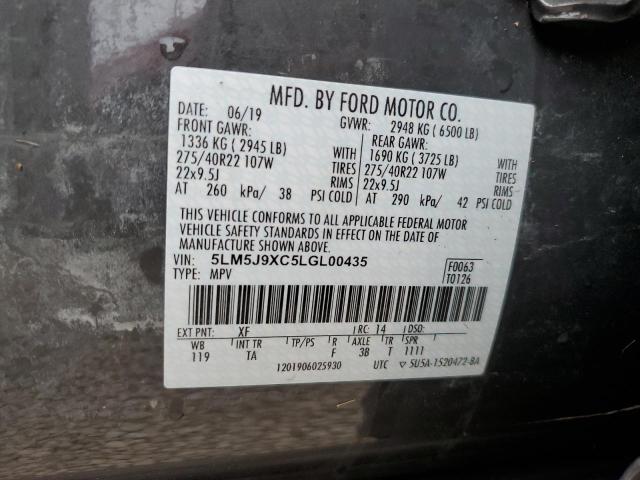 MFD. BY FORD MOTOR CO.
DATE: 06/19 GVWR: 2948 KG ( 6500 LB)
FRONT GAWR: REAR GAWR:
1336 KG ( 2945 LB) WITH 1690 KG ( 3725 LB) WITH
275/40R22 107W TIRES 275/40R22 107W TIRES
22x9.5J RIMS 22x9.5J RIMS
AT 260 kPa/ 38 PSI COLD AT 290 kPa/ 42 PSI COLD
THIS VEHICLE CONFORMS TO ALL APPLICABLE FEDERAL MOTOR
VEHICLE SAFETY STANDARDS IN EFFECT ON THE DATE OF
MANUFACTURE SHOWN ABOVE.
VIN: 5LM5J9XC5LGL00435 F0063
TYPE: MPV T0126
EXT PNT: XF RC: 14 DSO:
WB INT TR TP/PS R AXLE TR SPR
119 TA F 3B T 1111
1201906025930 UTC ▽ 5U5A-1520472-BA